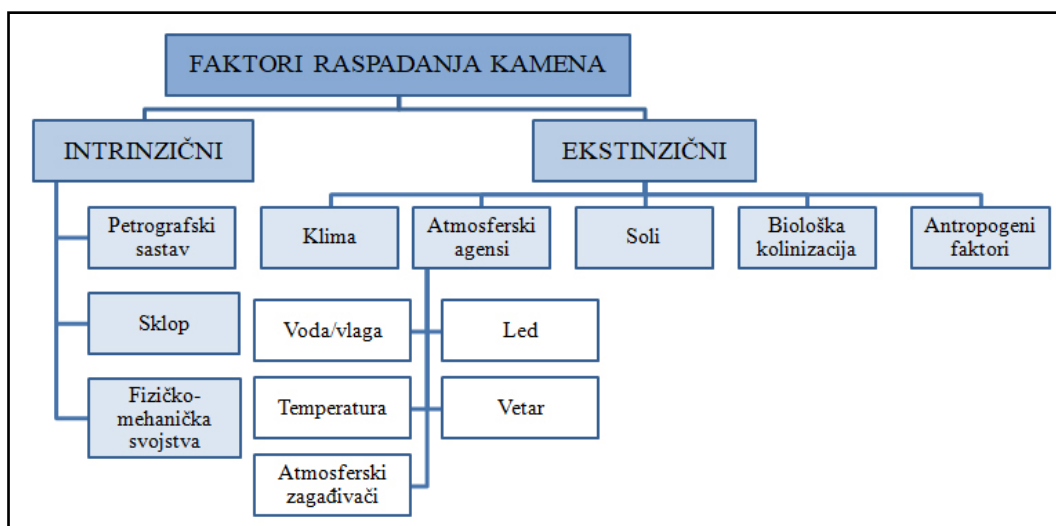 FAKTORI RASPADANJA KAMENA
INTRINZIČNI
EKSTINZIČNI
Petrografski
sastav
Sklop
Fizičko-
mehanička
svojstva
Klima
Atmosferski
agensi
Soli
Biološka
kolinizacija
Antropogeni
faktori
Voda/vlaga
Led
Temperatura
Vetar
Atmosferski
zagađivači